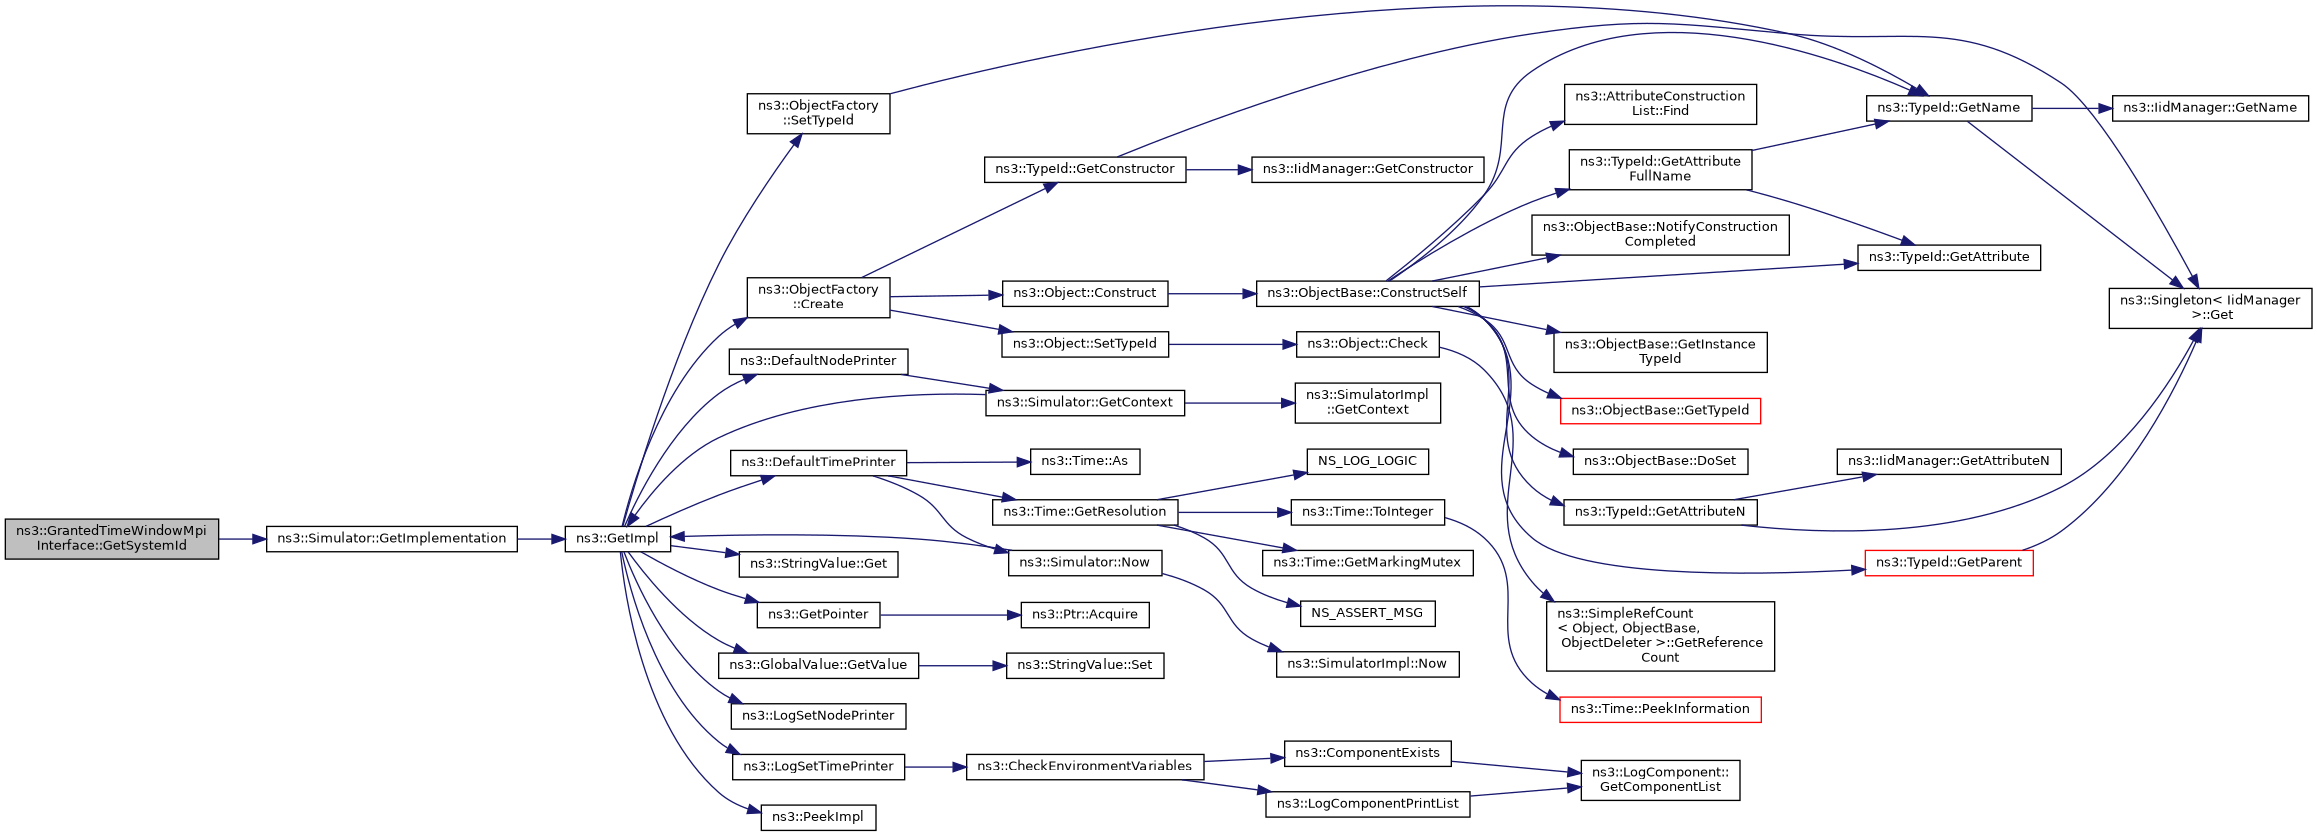 ns3::GrantedTimeWindowMpi
Interface::GetSystemId
ns3::Simulator::GetImplementation
ns3::GetImpl
ns3::ObjectFactory
::SetTypeId
ns3::ObjectFactory
::Create
ns3::DefaultNodePrinter
ns3::DefaultTimePrinter
ns3::StringValue::Get
ns3::GetPointer
ns3::GlobalValue::GetValue
ns3::LogSetNodePrinter
ns3::LogSetTimePrinter
ns3::PeekImpl
ns3::TypeId::GetConstructor
ns3::Object::Construct
ns3::Object::SetTypeId
ns3::Simulator::GetContext
ns3::Time::As
ns3::Time::GetResolution
ns3::Simulator::Now
ns3::Ptr::Acquire
ns3::StringValue::Set
ns3::CheckEnvironmentVariables
ns3::IidManager::GetConstructor
ns3::ObjectBase::ConstructSelf
ns3::Object::Check
ns3::SimulatorImpl
::GetContext
NS_LOG_LOGIC
ns3::Time::ToInteger
ns3::Time::GetMarkingMutex
NS_ASSERT_MSG
ns3::SimulatorImpl::Now
ns3::ComponentExists
ns3::LogComponentPrintList
ns3::AttributeConstruction
List::Find
ns3::TypeId::GetAttribute
FullName
ns3::ObjectBase::NotifyConstruction
Completed
ns3::ObjectBase::GetInstance
TypeId
ns3::ObjectBase::GetTypeId
ns3::ObjectBase::DoSet
ns3::TypeId::GetAttributeN
ns3::SimpleRefCount
< Object, ObjectBase,
ObjectDeleter >::GetReference
Count
ns3::Time::PeekInformation
ns3::LogComponent::
GetComponentList
ns3::TypeId::GetName
ns3::TypeId::GetAttribute
ns3::IidManager::GetAttributeN
ns3::TypeId::GetParent
ns3::IidManager::GetName
ns3::Singleton< IidManager
>::Get